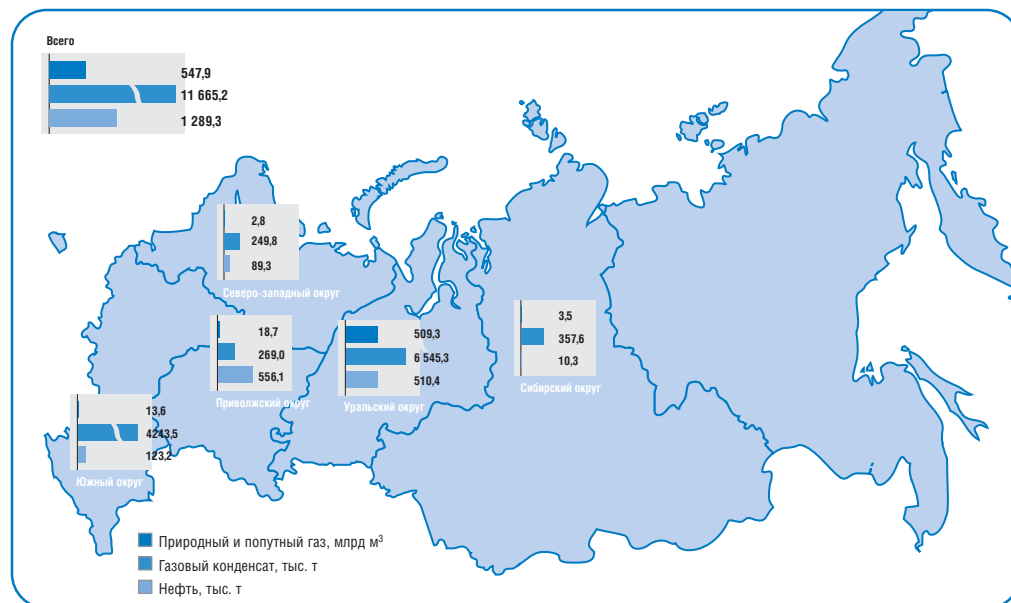 Всего
547,9
11 665,2
1 289,3
2,8
249,8
89,3
Северо-западный округ
18,7
269,0
556,1
Приволжский округ
509,3
6 545,3
510,4
Уральский округ
3,5
357,6
10,3
Сибирский округ
13,6
4243,5
123,2
Южный округ
Природный и попутный газ, млрд м³
Газовый конденсат, тыс. т
Нефть, тыс. т